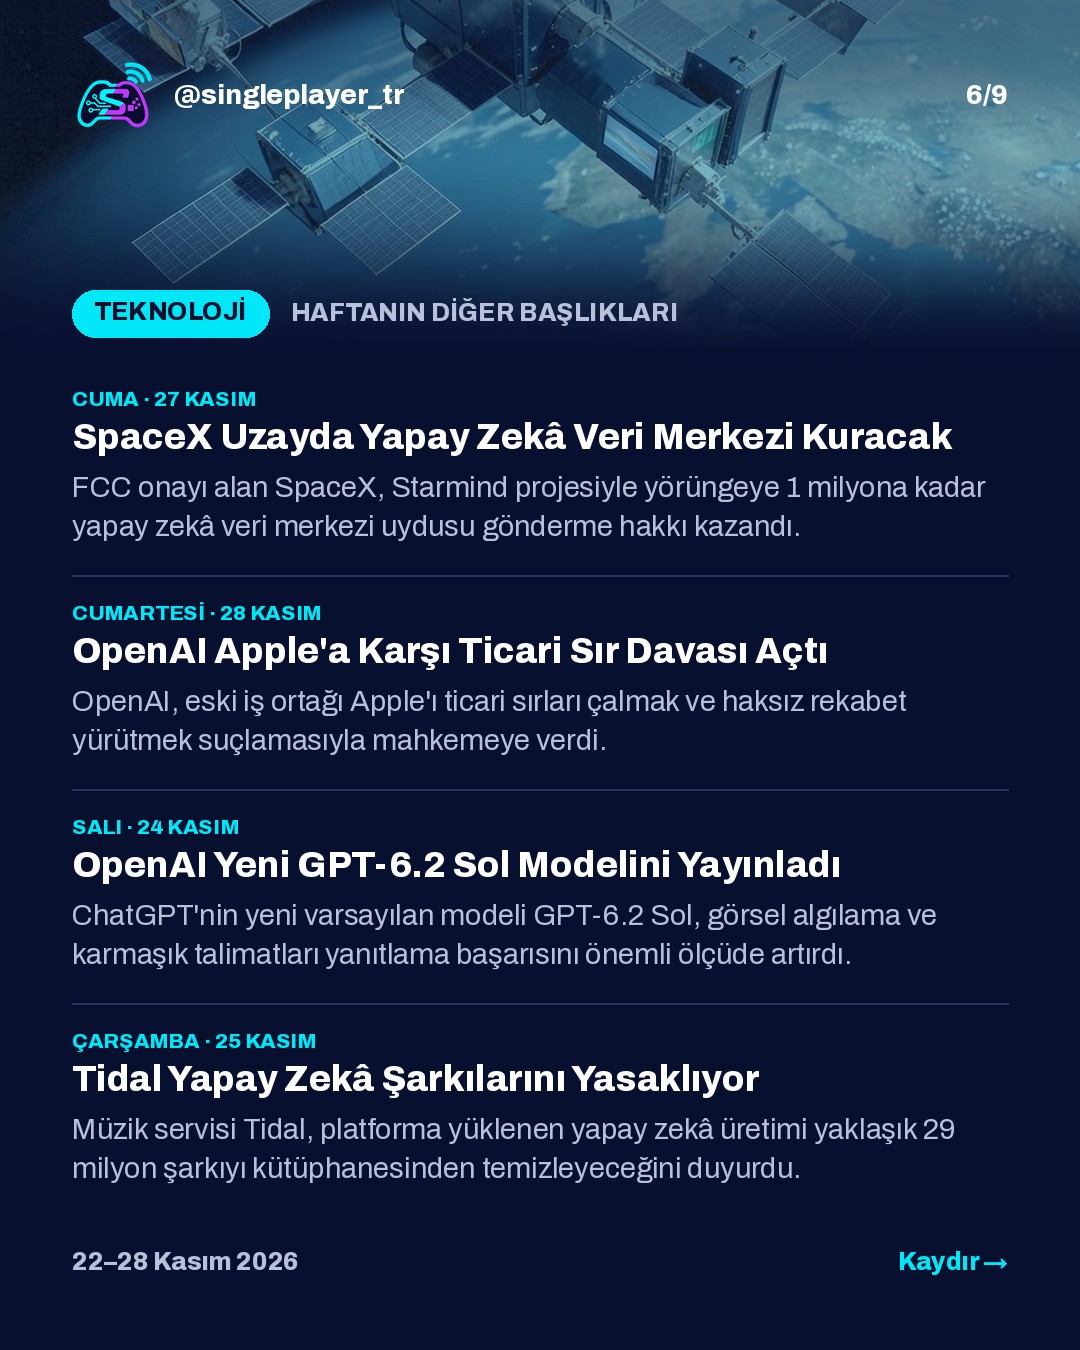 @singleplayer_tr
6/9
TEKNOLOJİ
HAFTANIN DİĞER BAŞLIKLARI
CUMA · 27 KASIM
SpaceX Uzayda Yapay Zekâ Veri Merkezi Kuracak
FCC onayı alan SpaceX, Starmind projesiyle yörüngeye 1 milyona kadar
yapay zekâ veri merkezi uydusu gönderme hakkı kazandı.
CUMARTESİ · 28 KASIM
OpenAI Apple'a Karşı Ticari Sır Davası Açtı
OpenAI, eski iş ortağı Apple'ı ticari sırları çalmak ve haksız rekabet
yürütmek suçlamasıyla mahkemeye verdi.
SALI · 24 KASIM
OpenAI Yeni GPT-6.2 Sol Modelini Yayınladı
ChatGPT'nin yeni varsayılan modeli GPT-6.2 Sol, görsel algılama ve
karmaşık talimatları yanıtlama başarısını önemli ölçüde artırdı.
ÇARŞAMBA · 25 KASIM
Tidal Yapay Zekâ Şarkılarını Yasaklıyor
Müzik servisi Tidal, platforma yüklenen yapay zekâ üretimi yaklaşık 29
milyon şarkıyı kütüphanesinden temizleyeceğini duyurdu.
22–28 Kasım 2026
Kaydır→